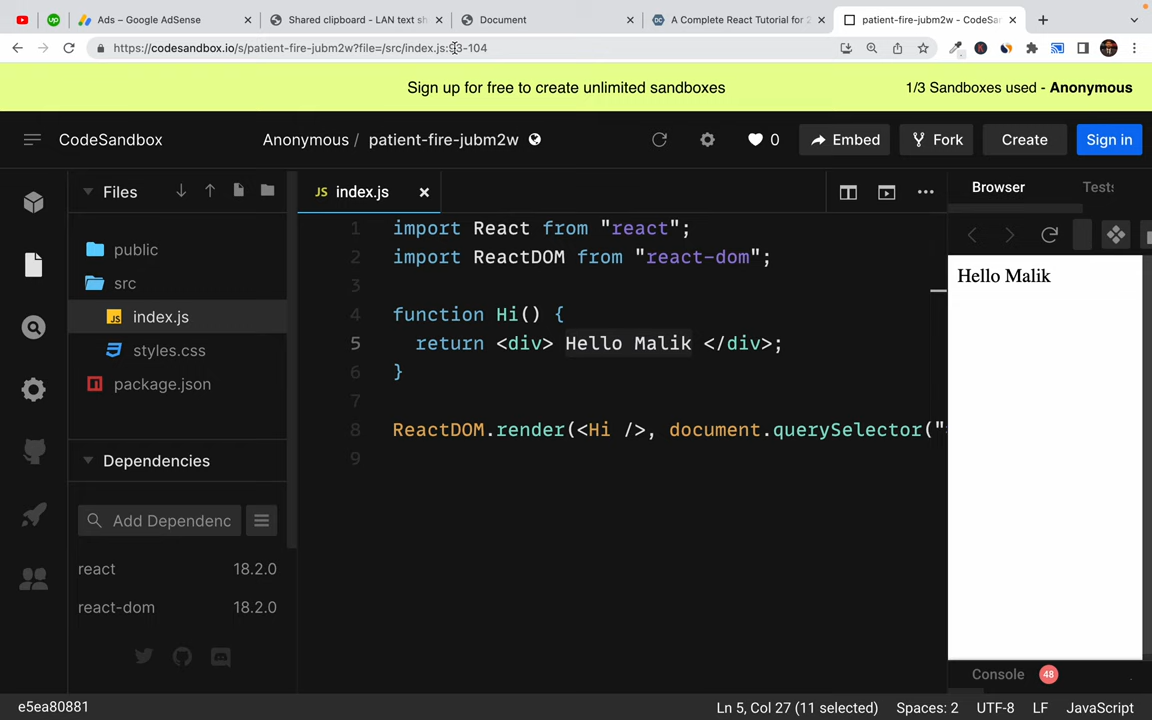 Ads – Google AdSense
Shared clipboard - LAN text sh
Document
A Complete React Tutorial for 2
patient-fire-jubm2w - CodeSan
https://codesandbox.io/s/patient-fire-jubm2w?file=/src/index.js:93-104
Sign up for free to create unlimited sandboxes
1/3 Sandboxes used - Anonymous
CodeSandbox
Anonymous / patient-fire-jubm2w
0
Embed
Fork
Create
Sign in
Files
JS index.js
Browser
Tests
public
src
JS index.js
styles.css
package.json
1 import React from "react";
2 import ReactDOM from "react-dom";
3
4 function Hi() {
5 return <div> Hello Malik </div>;
6 }
7
8 ReactDOM.render(<Hi />, document.querySelector("
9
Hello Malik
Dependencies
Add Dependenc
react 18.2.0
react-dom 18.2.0
Console 48
e5ea80881
Ln 5, Col 27 (11 selected)
Spaces: 2
UTF-8
LF
JavaScript